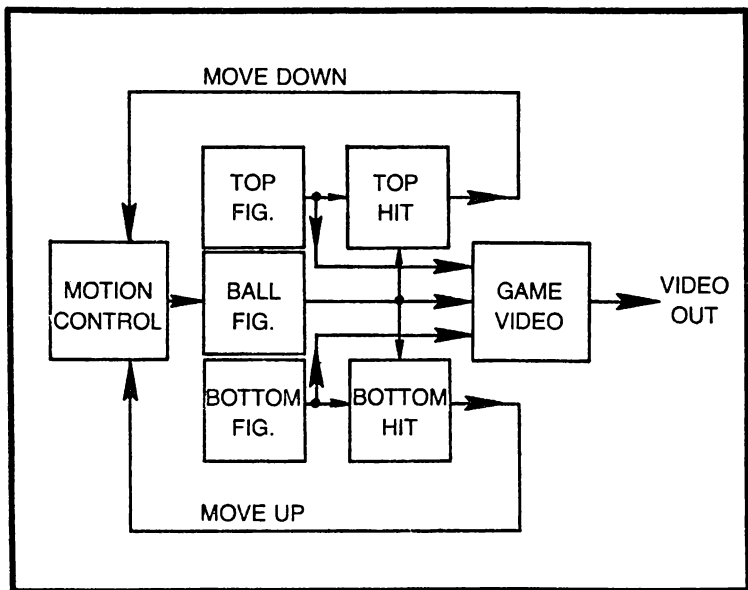 MOVE DOWN
TOP
FIG.
TOP
HIT
MOTION
CONTROL
BALL
FIG.
GAME
VIDEO
VIDEO
OUT
BOTTOM
FIG.
BOTTOM
HIT
MOVE UP